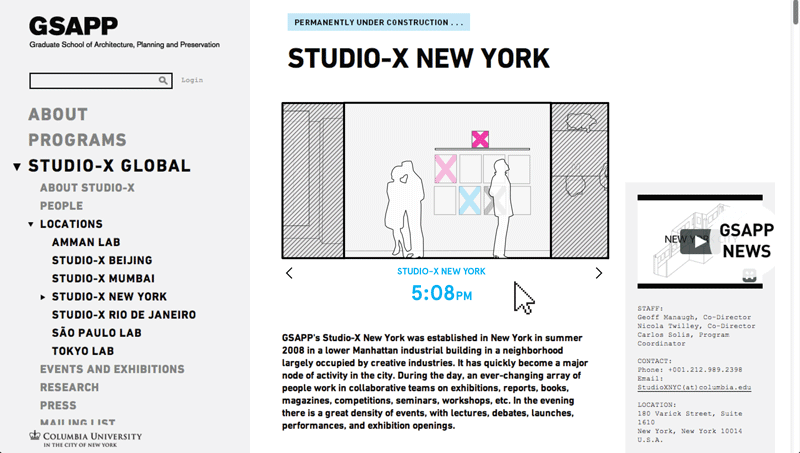 GSAPP
Graduate School of Architecture, Planning and Preservation
Login
ABOUT
PROGRAMS
STUDIO-X GLOBAL
ABOUT STUDIO-X
PEOPLE
LOCATIONS
AMMAN LAB
STUDIO-X BEIJING
STUDIO-X MUMBAI
STUDIO-X NEW YORK
STUDIO-X RIO DE JANEIRO
SÃO PAULO LAB
TOKYO LAB
EVENTS AND EXHIBITIONS
RESEARCH
PRESS
MAILING LIST
COLUMBIA UNIVERSITY
IN THE CITY OF NEW YORK
PERMANENTLY UNDER CONSTRUCTION . . .
STUDIO-X NEW YORK
STUDIO-X NEW YORK
5:08PM
GSAPP's Studio-X New York was established in New York in summer
2008 in a lower Manhattan industrial building in a neighborhood
largely occupied by creative industries. It has quickly become a major
node of activity in the city. During the day, an ever-changing array of
people work in collaborative teams on exhibitions, reports, books,
magazines, competitions, seminars, workshops, etc. In the evening
there is a great density of events, with lectures, debates, launches,
performances, and exhibition openings.
GSAPP
NEWS
STAFF:
Geoff Manaugh, Co-Director
Nicola Twilley, Co-Director
Carlos Solis, Program
Coordinator
CONTACT:
Phone: +001.212.989.2398
Email:
StudioXNYC(at)columbia.edu
LOCATION:
180 Varick Street, Suite
1610
New York, New York 10014
U.S.A.